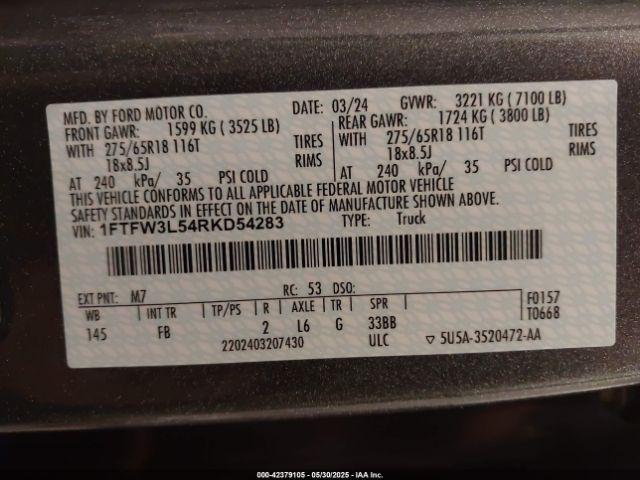 MFD. BY FORD MOTOR CO.
DATE: 03/24 GVWR: 3221 KG ( 7100 LB)
FRONT GAWR: 1599 KG ( 3525 LB) REAR GAWR: 1724 KG ( 3800 LB)
WITH 275/65R18 116T TIRES WITH 275/65R18 116T TIRES
18x8.5J RIMS 18x8.5J RIMS
AT 240 kPa/ 35 PSI COLD AT 240 kPa/ 35 PSI COLD
THIS VEHICLE CONFORMS TO ALL APPLICABLE FEDERAL MOTOR VEHICLE
SAFETY STANDARDS IN EFFECT ON THE DATE OF MANUFACTURE SHOWN ABOVE.
VIN: 1FTFW3L54RKD54283 TYPE: Truck
EXT PNT: M7 RC: 53 DSO: F0157
WB INT TR TP/PS R AXLE TR SPR T0668
145 FB 2 L6 G 33BB
2202403207430 ULC ▽ 5U5A-3520472-AA
000-42379105 - 05/30/2025 - IAA Inc.